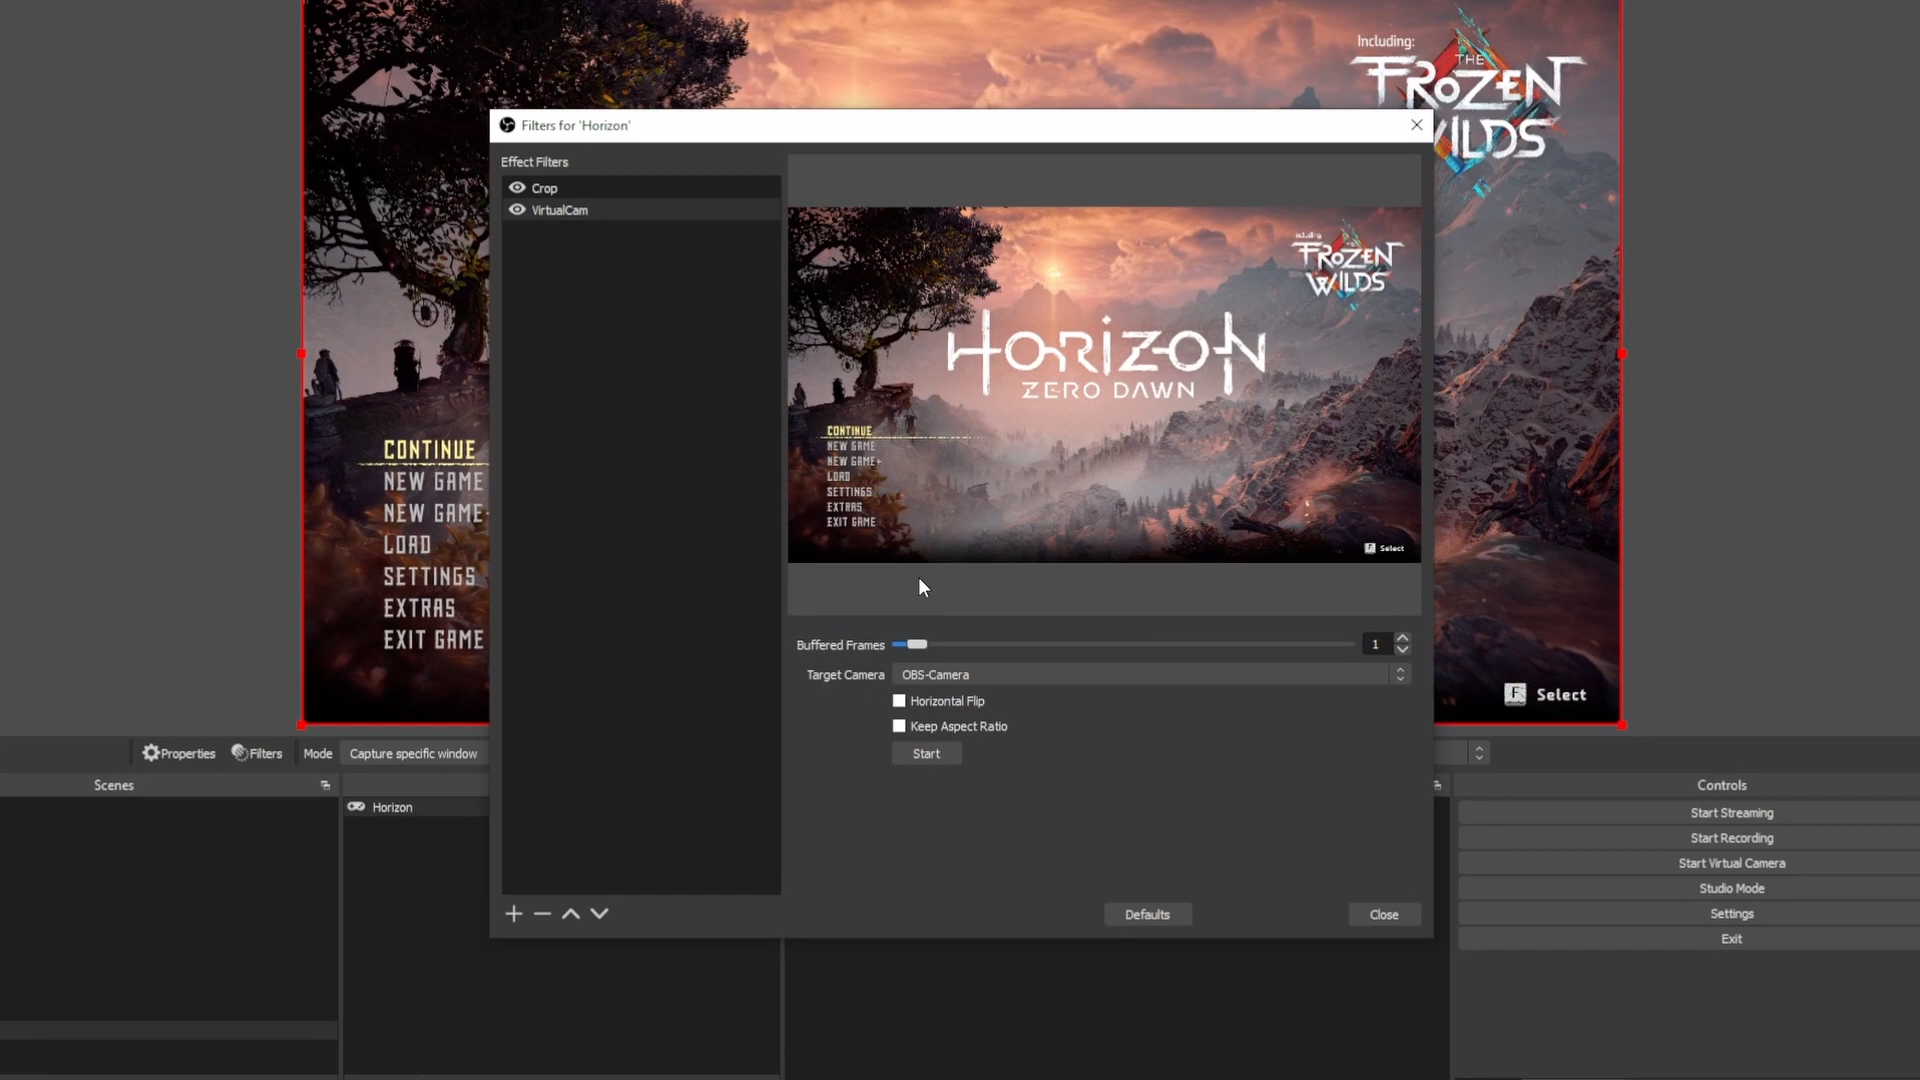 Including:
THE
FROZEN
WILDS
Filters for 'Horizon'
Effect Filters
Crop
VirtualCam
Including:
FROZEN
WILDS
HORIZON
ZERO DAWN
CONTINUE
NEW GAME
NEW GAME+
LOAD
SETTINGS
EXTRAS
EXIT GAME
F Select
CONTINUE
NEW GAME
NEW GAME
LOAD
SETTINGS
EXTRAS
EXIT GAME
F Select
Buffered Frames 1
Target Camera OBS-Camera
Horizontal Flip
Keep Aspect Ratio
Start
Defaults
Close
Properties
Filters
Mode
Capture specific window
Scenes
Horizon
Controls
Start Streaming
Start Recording
Start Virtual Camera
Studio Mode
Settings
Exit